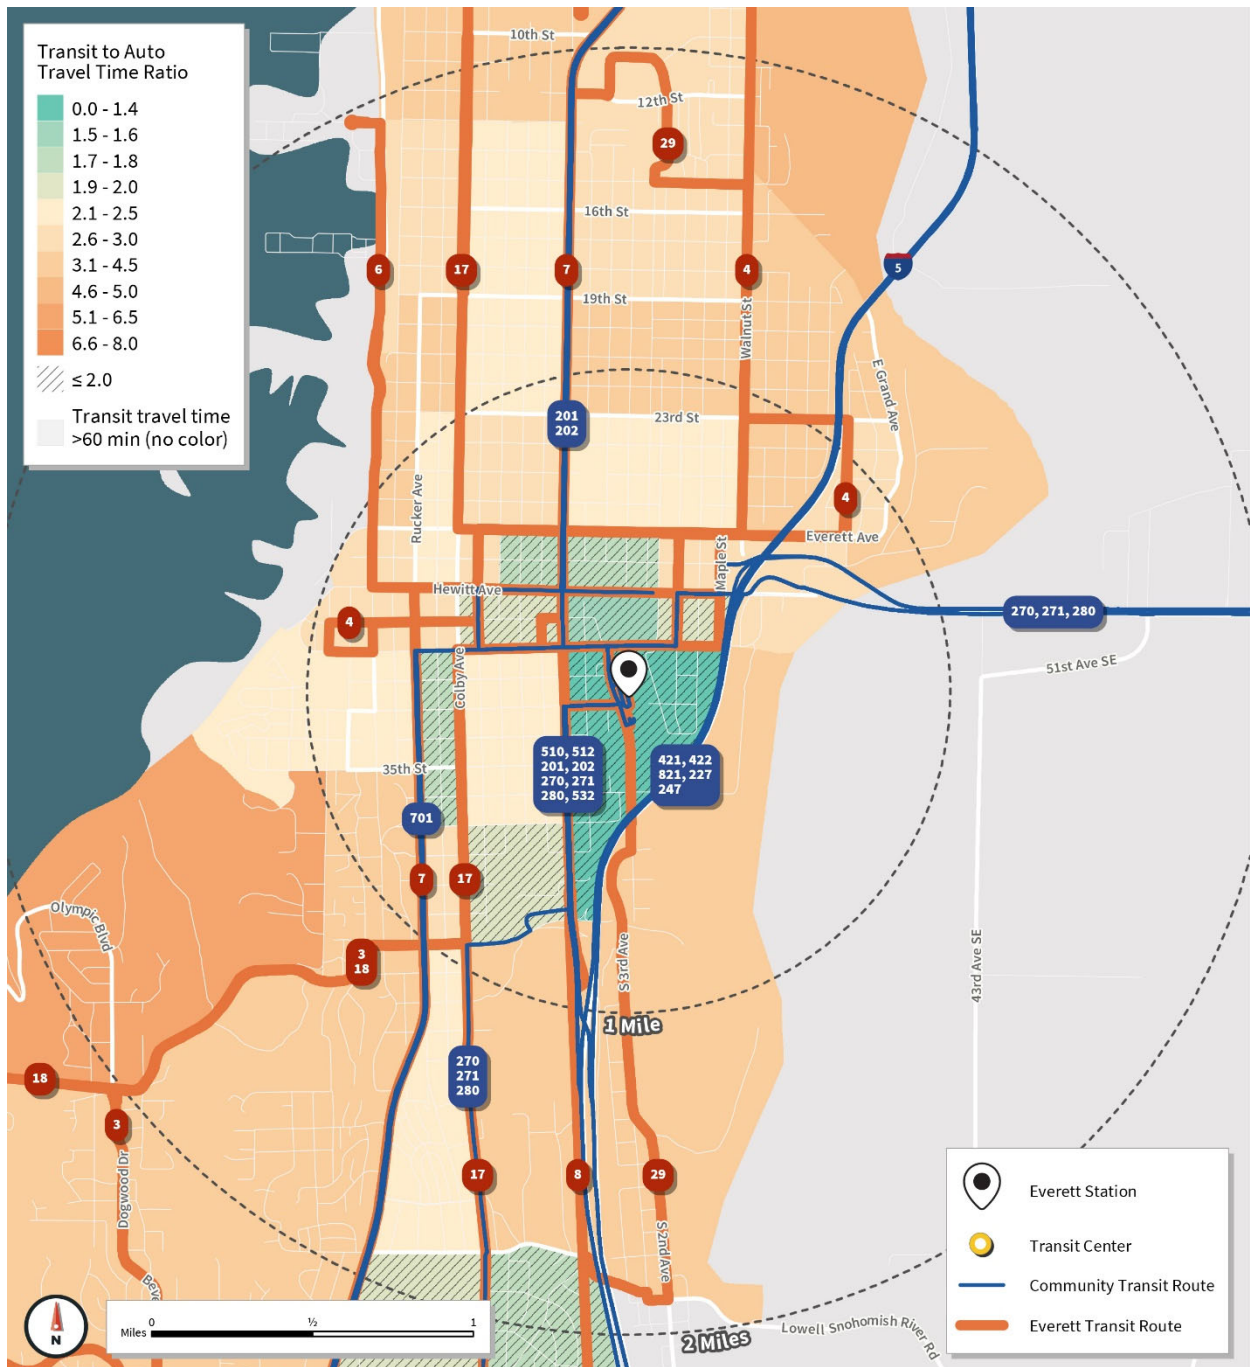 Transit to Auto
Travel Time Ratio
0.0 - 1.4
1.5 - 1.6
1.7 - 1.8
1.9 - 2.0
2.1 - 2.5
2.6 - 3.0
3.1 - 4.5
4.6 - 5.0
5.1 - 6.5
6.6 - 8.0
≤ 2.0
Transit travel time
>60 min (no color)
10th St
12th St
29
16th St
6
17
7
4
5
19th St
Walnut St
E Grand Ave
201
202
23rd St
Rucker Ave
4
Everett Ave
Maple St
Hewitt Ave
4
270, 271, 280
51st Ave SE
Colby Ave
35th St
510, 512
201, 202
270, 271
280, 532
421, 422
821, 227
247
701
7
17
Olympic Blvd
3
18
S 3rd Ave
43rd Ave SE
1 Mile
18
270
271
280
3
17
8
29
Dogwood Dr
S 2nd Ave
Beve
Everett Station
Transit Center
Community Transit Route
Everett Transit Route
N
0
½
1
Miles
2 Miles
Lowell Snohomish River Rd